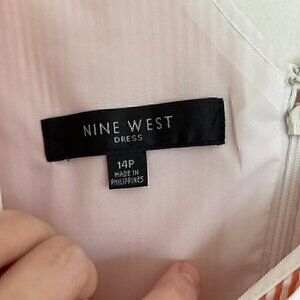 NINE WEST
DRESS
14P
MADE IN
PHILIPPINES